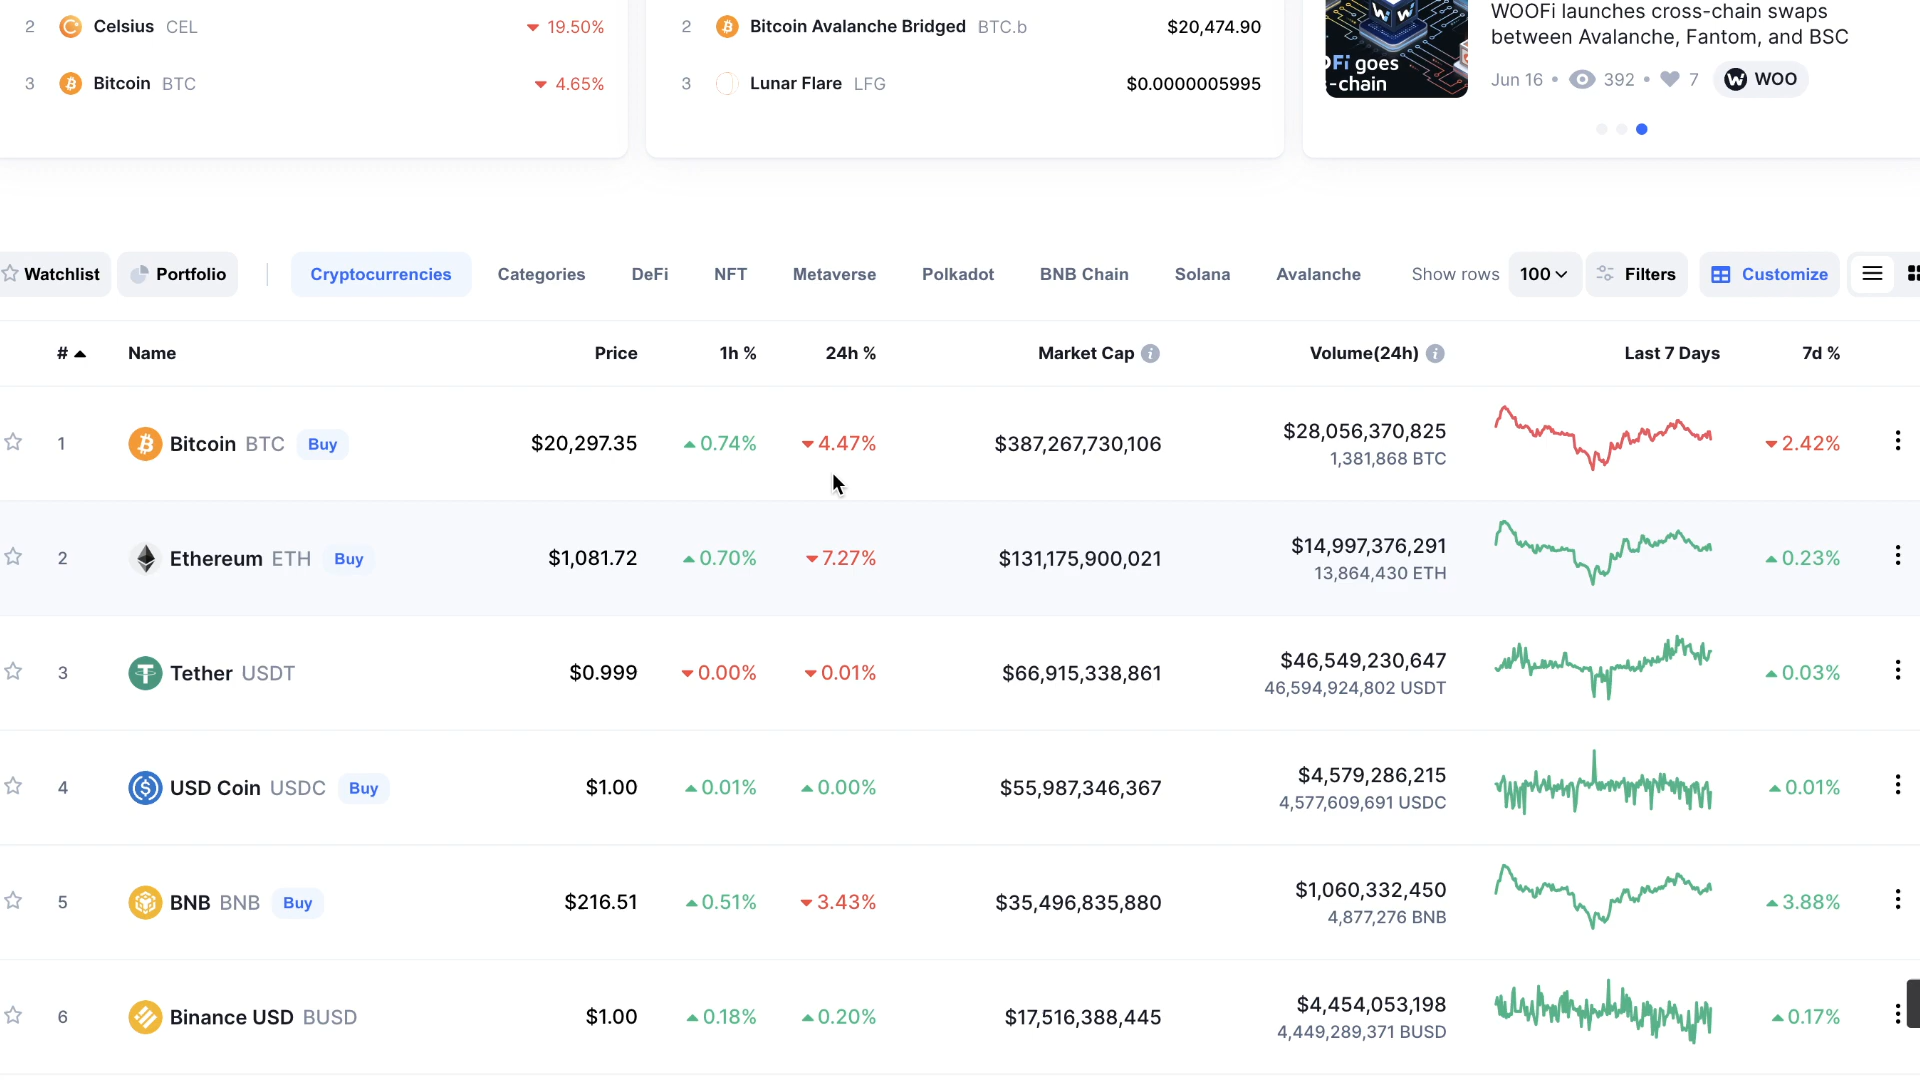 2 Celsius CEL 19.50%
3 Bitcoin BTC 4.65%
2 Bitcoin Avalanche Bridged BTC.b $20,474.90
3 Lunar Flare LFG $0.0000005995
Fi goes
-chain
WOOFi launches cross-chain swaps
between Avalanche, Fantom, and BSC
Jun 16 • 392 • 7 WOO
Watchlist Portfolio Cryptocurrencies Categories DeFi NFT Metaverse Polkadot BNB Chain Solana Avalanche Show rows 100 Filters Customize
# Name Price 1h % 24h % Market Cap Volume(24h) Last 7 Days 7d %
1 Bitcoin BTC Buy $20,297.35 0.74% 4.47% $387,267,730,106 $28,056,370,825 2.42%
1,381,868 BTC
2 Ethereum ETH Buy $1,081.72 0.70% 7.27% $131,175,900,021 $14,997,376,291 0.23%
13,864,430 ETH
3 Tether USDT $0.999 0.00% 0.01% $66,915,338,861 $46,549,230,647 0.03%
46,594,924,802 USDT
4 USD Coin USDC Buy $1.00 0.01% 0.00% $55,987,346,367 $4,579,286,215 0.01%
4,577,609,691 USDC
5 BNB BNB Buy $216.51 0.51% 3.43% $35,496,835,880 $1,060,332,450 3.88%
4,877,276 BNB
6 Binance USD BUSD $1.00 0.18% 0.20% $17,516,388,445 $4,454,053,198 0.17%
4,449,289,371 BUSD